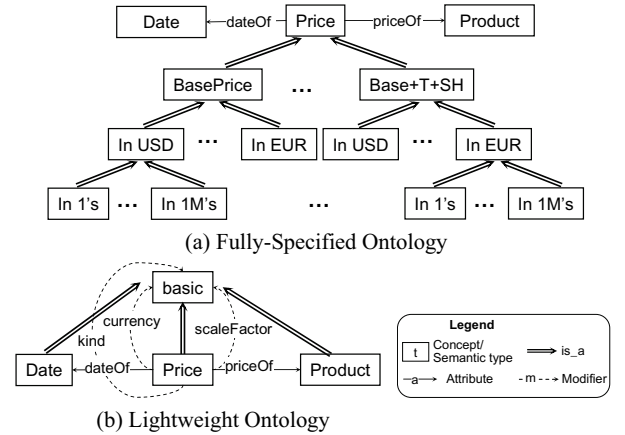 Date dateOf Price priceOf Product
BasePrice ... Base+T+SH
In USD ... In EUR In USD ... In EUR
In 1's ... In 1M's ... In 1's ... In 1M's
(a) Fully-Specified Ontology
basic
currency
kind scaleFactor
Date dateOf Price priceOf Product
(b) Lightweight Ontology
Legend
t Concept/
Semantic type is_a
a Attribute m Modifier